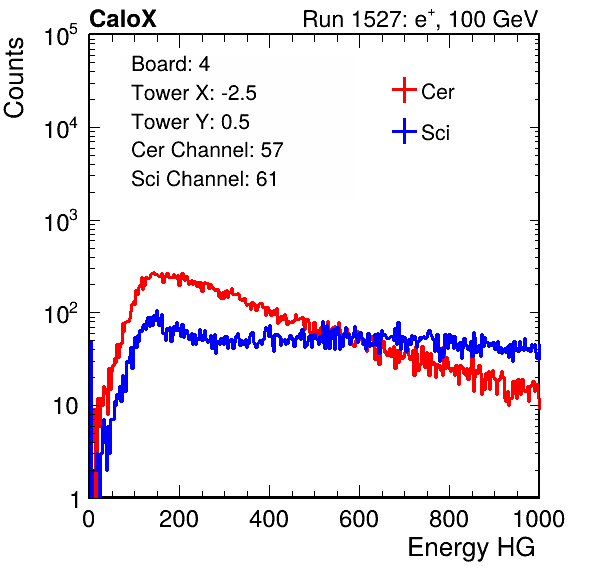 CaloX Run 1527: e⁺, 100 GeV
Board: 4
Tower X: -2.5
Tower Y: 0.5
Cer Channel: 57
Sci Channel: 61
Cer
Sci
Counts
10⁵
10⁴
10³
10²
10
1
0 200 400 600 800 1000
Energy HG